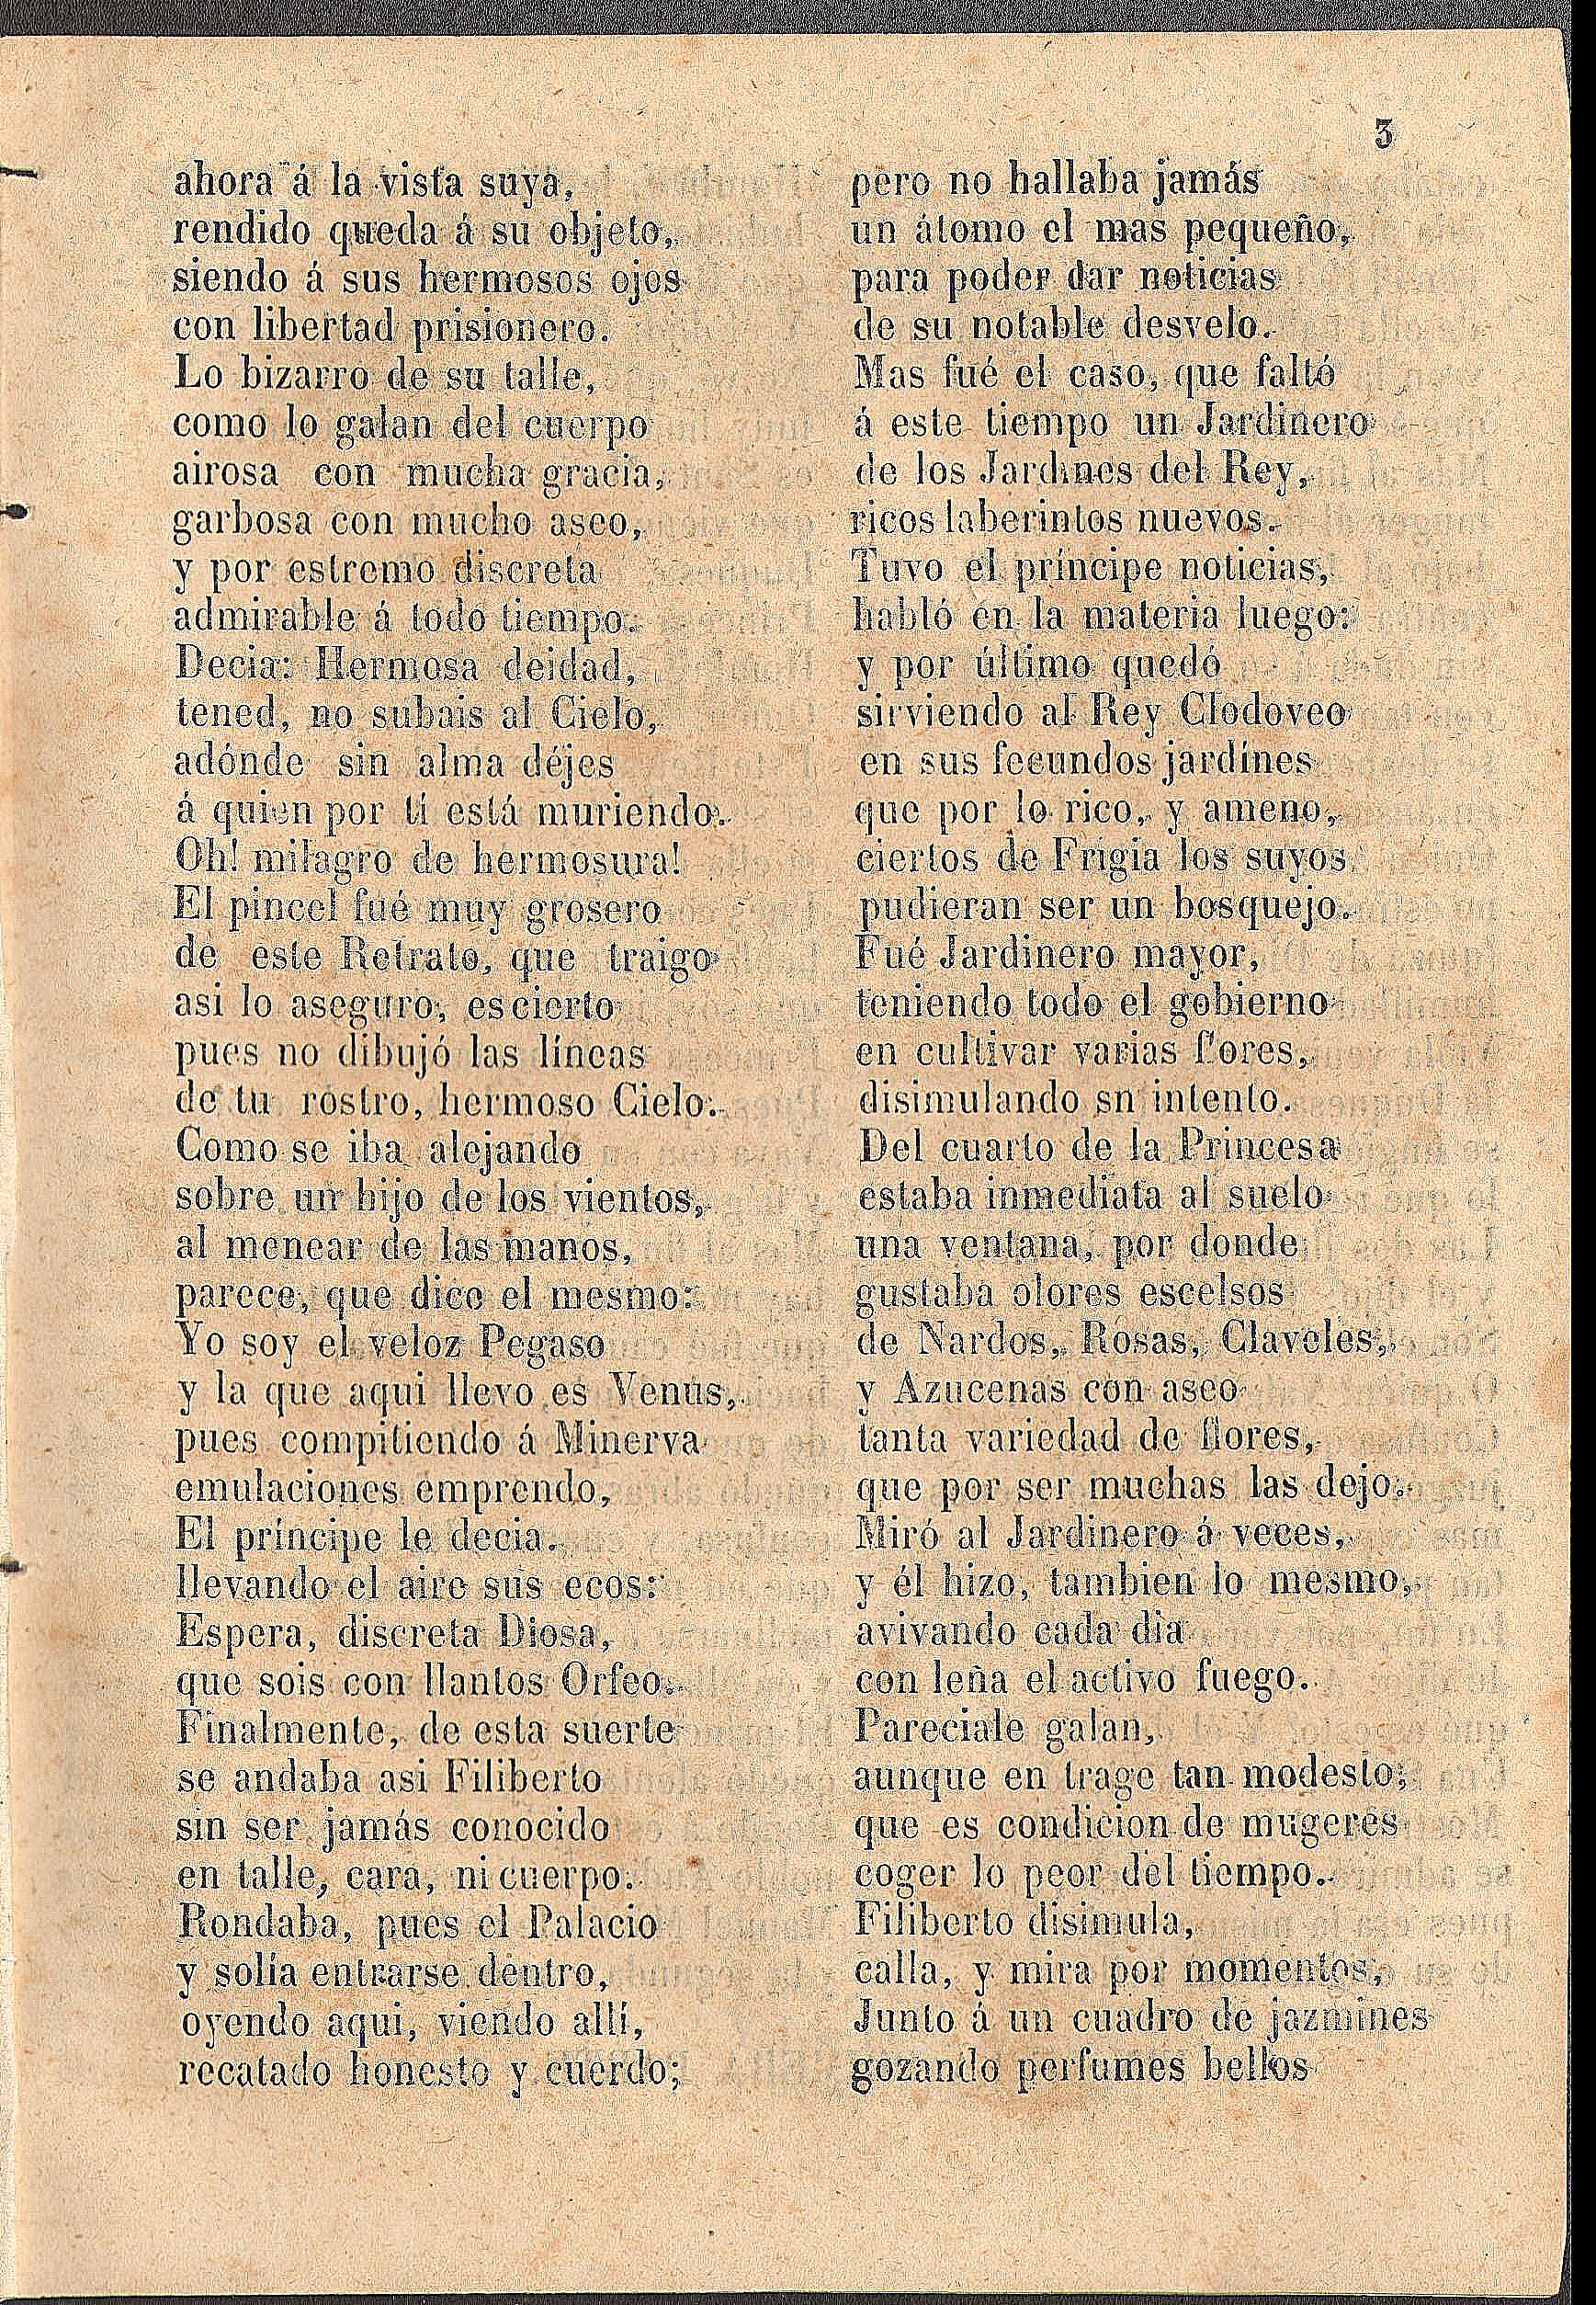 3
ahora á la vista suya,
rendido queda á su objeto,
siendo á sus hermosos ojos
con libertad prisionero.
Lo bizarro de su talle,
como lo galan del cuerpo
airosa con mucha gracia,
garbosa con mucho aseo,
y por estremo discreta
admirable á todo tiempo.
Decia: Hermosa deidad,
tened, no subais al Cielo,
adónde sin alma déjes
á quien por tí está muriendo.
Oh! milagro de hermosura!
El pincel fué muy grosero
de este Retrato, que traigo
asi lo aseguro, es cierto
pues no dibujó las líneas
de tu rostro, hermoso Cielo.
Como se iba alejando
sobre un hijo de los vientos,
al menear de las manos,
parece, que dice el mesmo:
Yo soy el veloz Pegaso
y la que aqui llevo es Venus,
pues compitiendo á Minerva
emulaciones emprendo,
El príncipe le decia.
llevando el aire sus ecos:
Espera, discreta Diosa,
que sois con llantos Orfeo.
Finalmente, de esta suerte
se andaba asi Filiberto
sin ser jamás conocido
en talle, cara, ni cuerpo.
Rondaba, pues el Palacio
y solía entrarse dentro,
oyendo aqui, viendo allí,
recatado honesto y cuerdo;
pero no hallaba jamás
un átomo el mas pequeño,
para poder dar noticias
de su notable desvelo.
Mas fué el caso, que faltó
á este tiempo un Jardinero
de los Jardines del Rey,
ricos laberintos nuevos.
Tuvo el príncipe noticias,
habló en la materia luego:
y por último quedó
sirviendo al Rey Clodoveo
en sus fecundos jardínes
que por lo rico, y ameno,
ciertos de Frigia los suyos
pudieran ser un bosquejo.
Fué Jardinero mayor,
teniendo todo el gobierno
en cultivar varias flores,
disimulando sn intento.
Del cuarto de la Princesa
estaba inmediata al suelo
una ventana, por donde
gustaba olores escelsos
de Nardos, Rosas, Claveles,
y Azucenas con aseo
tanta variedad de flores,
que por ser muchas las dejo.
Miró al Jardinero á veces,
y él hizo, tambien lo mesmo,
avivando cada dia
con leña el activo fuego.
Pareciale galan,
aunque en trage tan modesto;
que es condicion de mugeres
coger lo peor del tiempo.
Filiberto disimula,
calla, y mira por momentos,
Junto á un cuadro de jazmines
gozando perfumes bellos